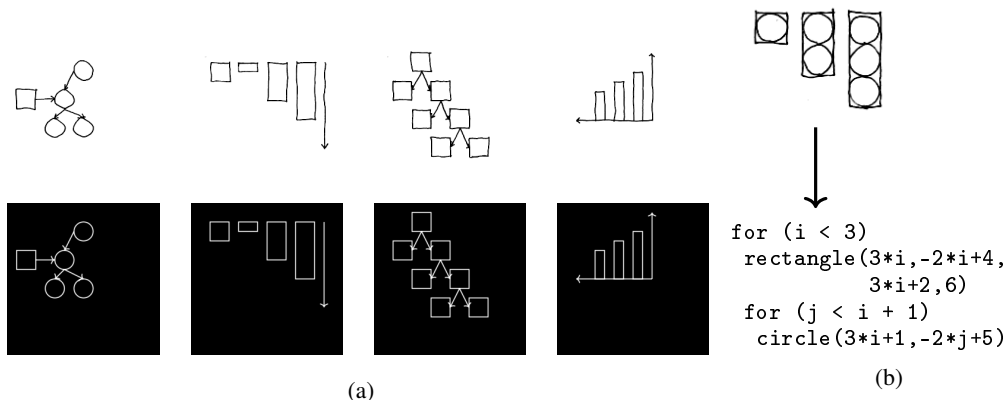 for (i < 3)
rectangle(3*i,-2*i+4,
3*i+2,6)
for (j < i + 1)
circle(3*i+1,-2*j+5)
(a)
(b)